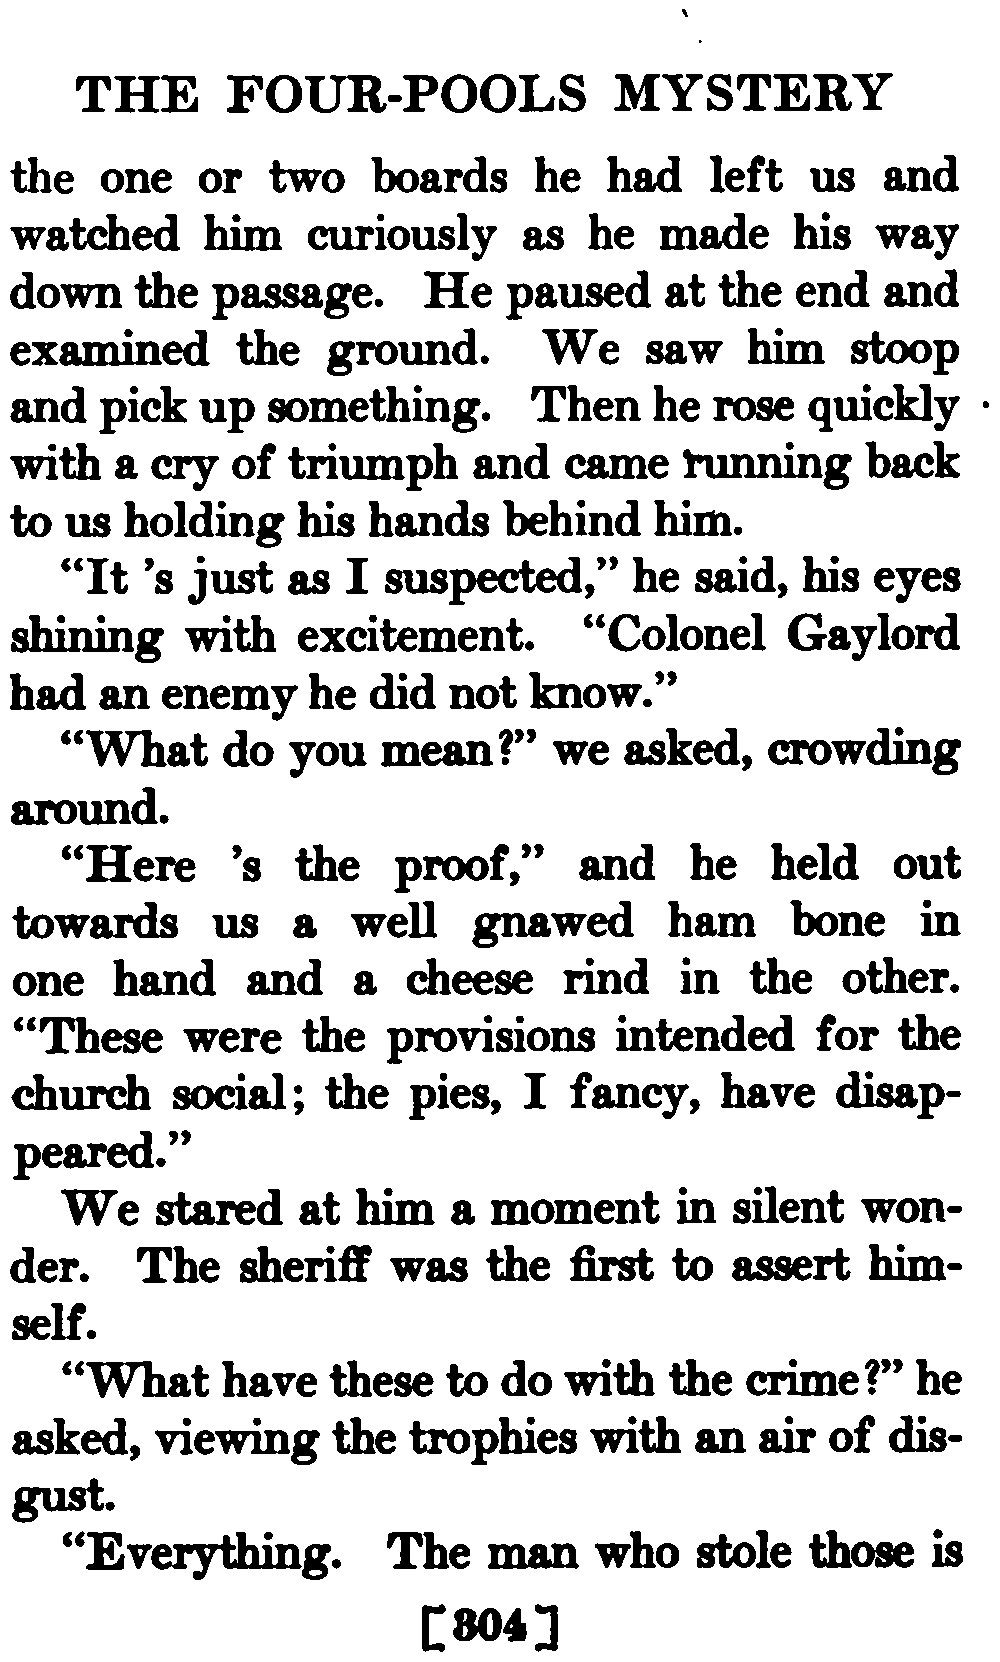 THE FOUR-POOLS MYSTERY
the one or two boards he had left us and
watched him curiously as he made his way
down the passage. He paused at the end and
examined the ground. We saw him stoop
and pick up something. Then he rose quickly
with a cry of triumph and came running back
to us holding his hands behind him.
“It ’s just as I suspected,” he said, his eyes
shining with excitement. “Colonel Gaylord
had an enemy he did not know.”
“What do you mean?” we asked, crowding
around.
“Here ’s the proof,” and he held out
towards us a well gnawed ham bone in
one hand and a cheese rind in the other.
“These were the provisions intended for the
church social; the pies, I fancy, have disap-
peared.”
We stared at him a moment in silent won-
der. The sheriff was the first to assert him-
self.
“What have these to do with the crime?” he
asked, viewing the trophies with an air of dis-
gust.
“Everything. The man who stole those is
[304]